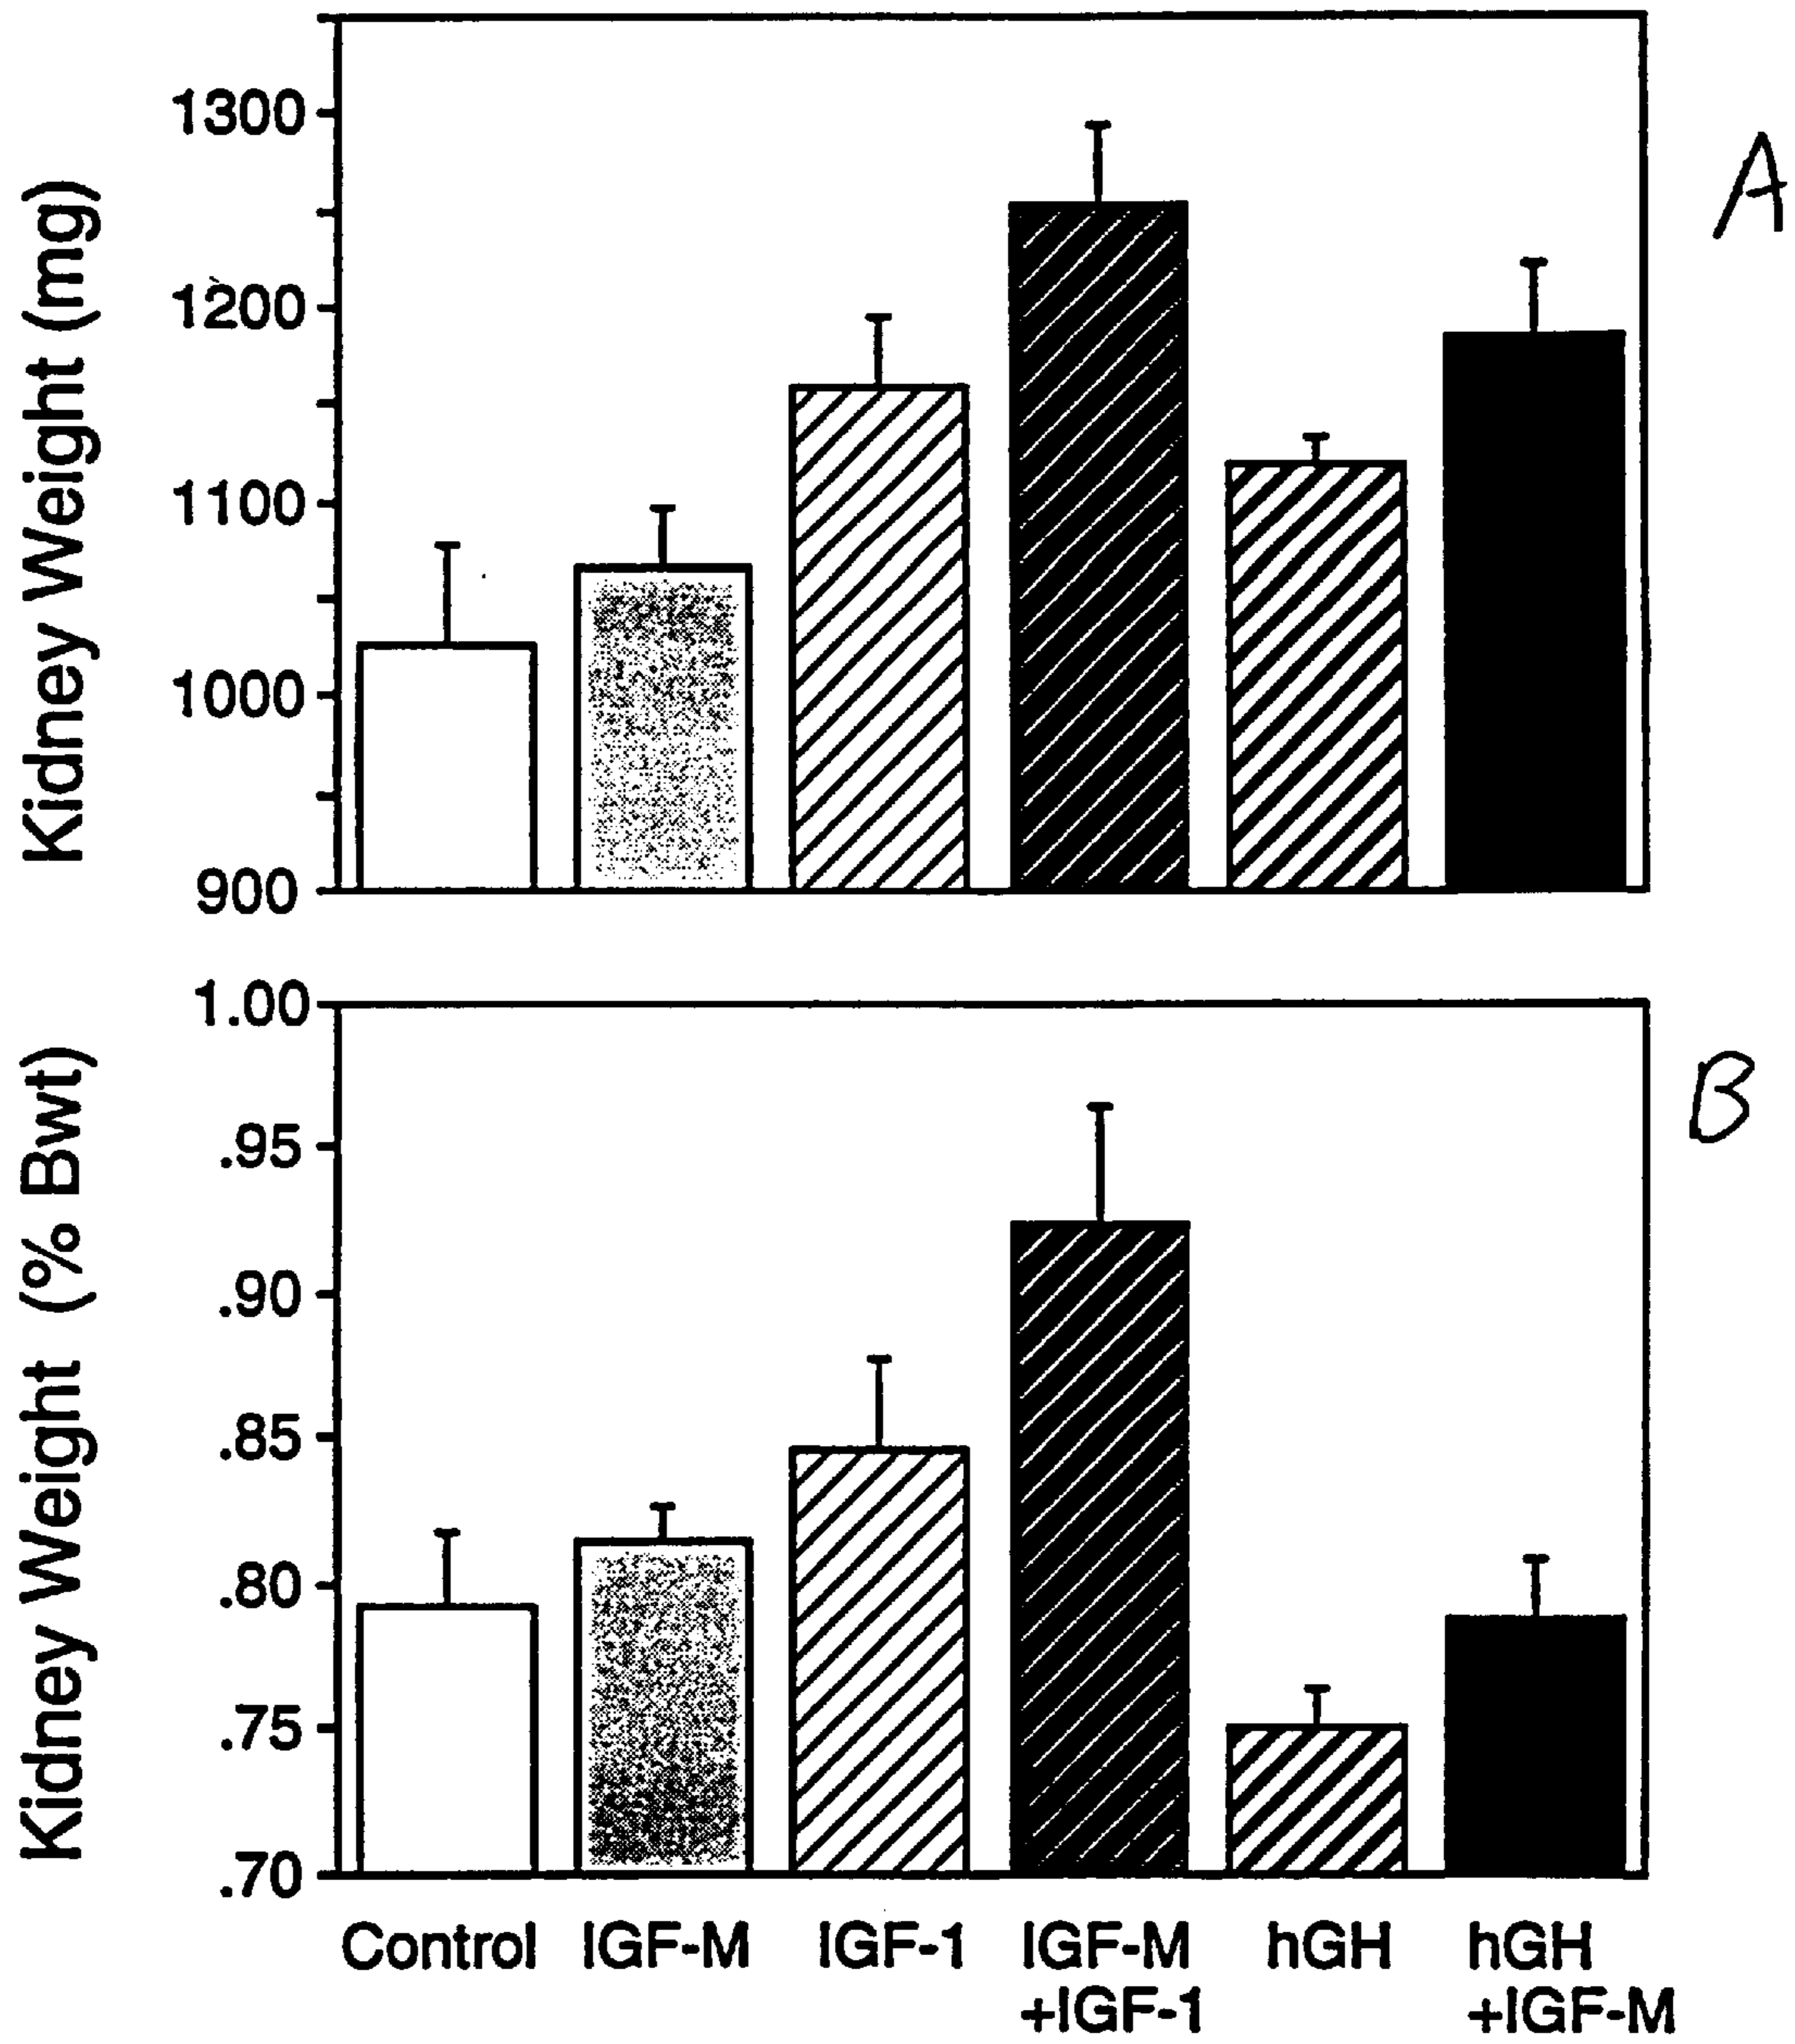 Kidney Weight (mg)
1300
1200
1100
1000
900
A
Kidney Weight (% Bwt)
1.00
.95
.90
.85
.80
.75
.70
B
Control IGF-M IGF-1 IGF-M hGH hGH
+IGF-1 +IGF-M